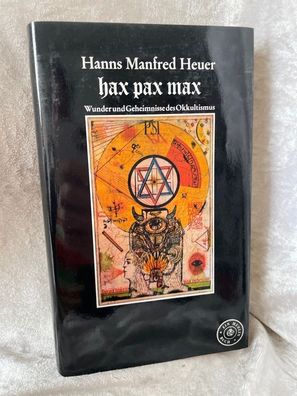 Hanns Manfred Heuer
hax pax max
Wunder und Geheimnisse des Okkultismus
PSI